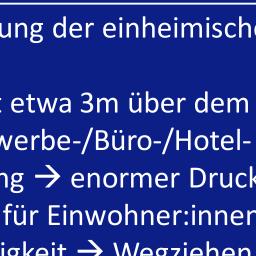 ung der einheimische
t etwa 3m über dem
werbe-/Büro-/Hotel-
ng → enormer Druck
für Einwohner:innen
igkeit → Wegziehen